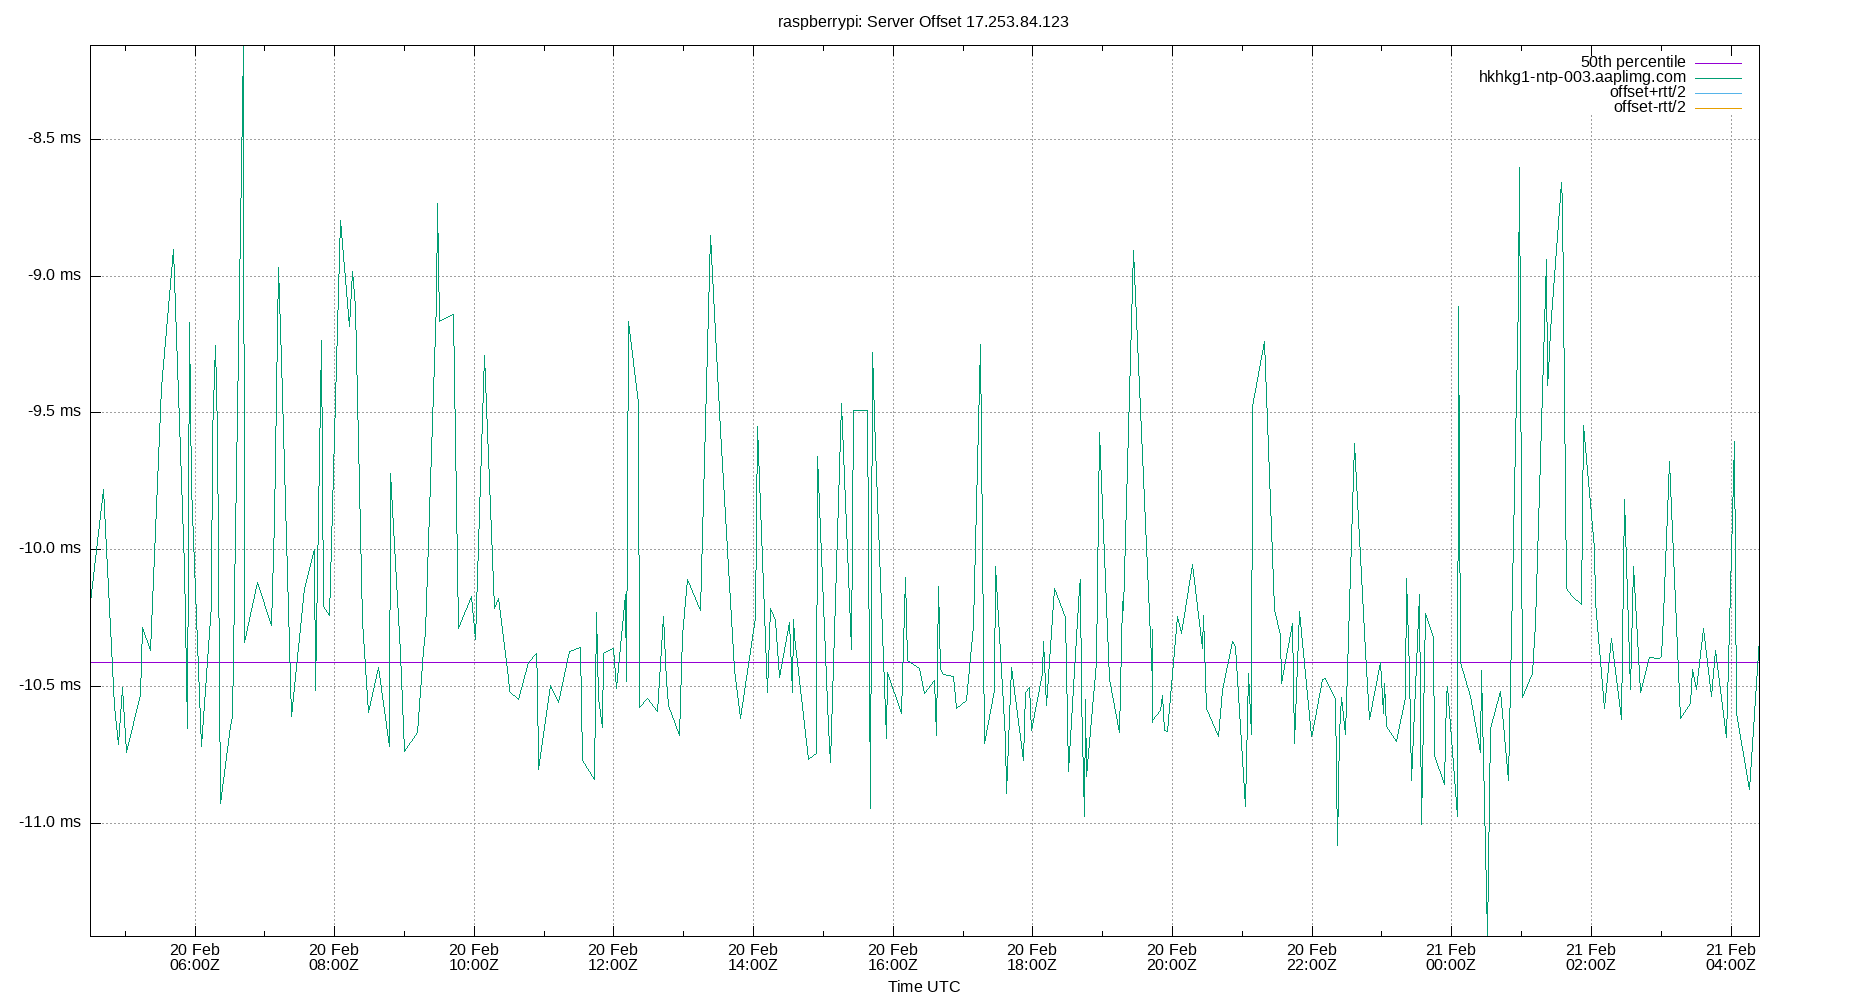 raspberrypi: Server Offset 17.253.84.123
50th percentile
hkhkg1-ntp-003.aaplimg.com
offset+rtt/2
offset-rtt/2
-8.5 ms
-9.0 ms
-9.5 ms
-10.0 ms
-10.5 ms
-11.0 ms
20 Feb 20 Feb 20 Feb 20 Feb 20 Feb 20 Feb 20 Feb 20 Feb 20 Feb 21 Feb 21 Feb 21 Feb
06:00Z 08:00Z 10:00Z 12:00Z 14:00Z 16:00Z 18:00Z 20:00Z 22:00Z 00:00Z 02:00Z 04:00Z
Time UTC